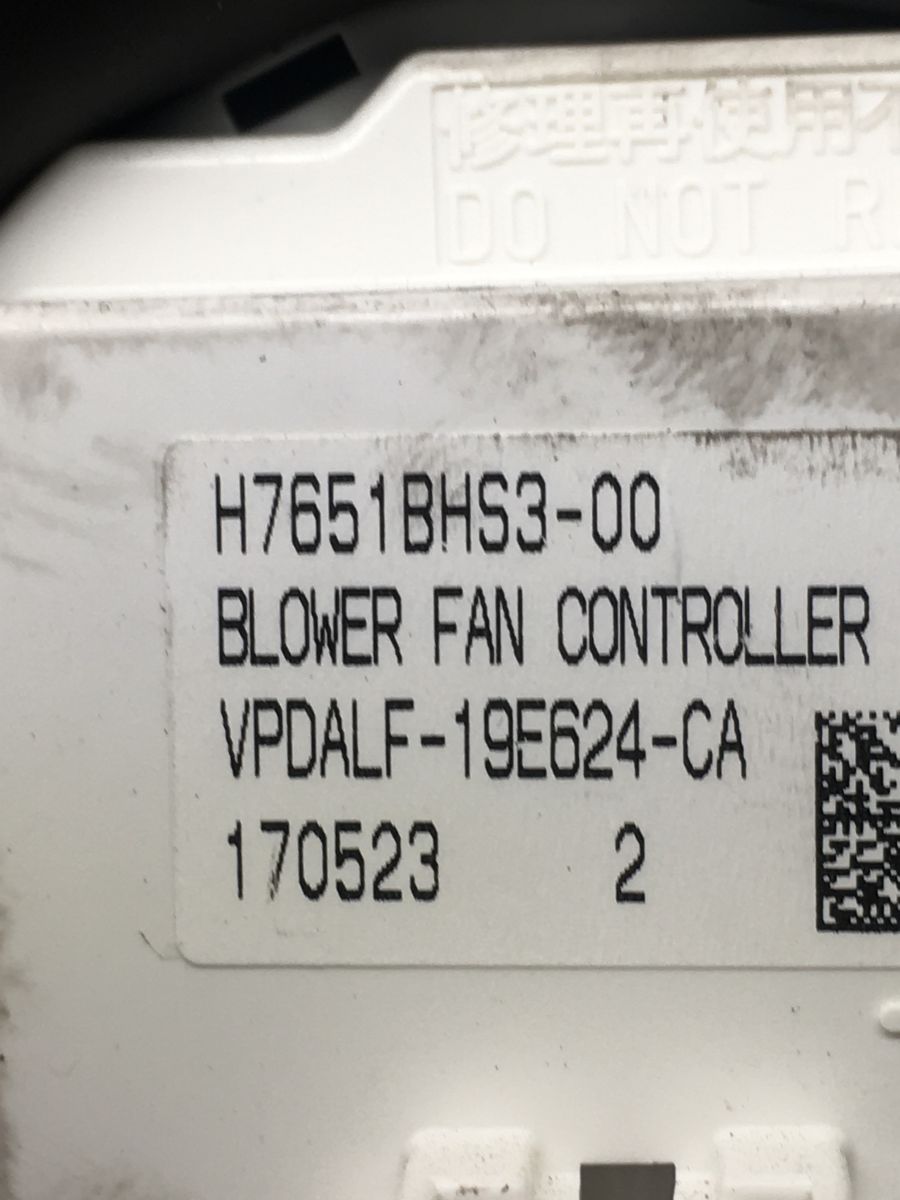 修理再使用
DO NOT
H7651BHS3-00
BLOWER FAN CONTROLLER
VPDALF-19E624-CA
170523 2